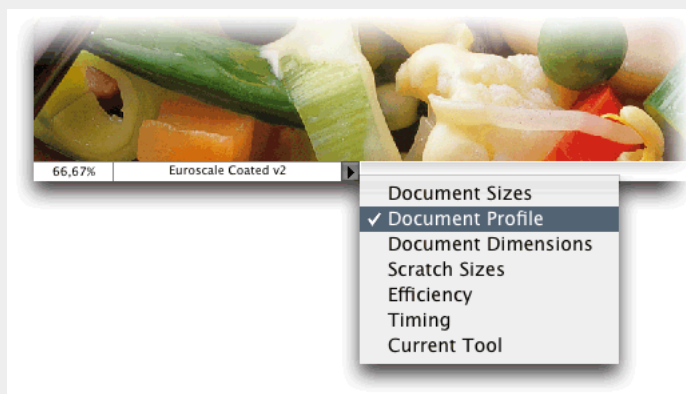 66,67% Euroscale Coated v2
Document Sizes
✓ Document Profile
Document Dimensions
Scratch Sizes
Efficiency
Timing
Current Tool